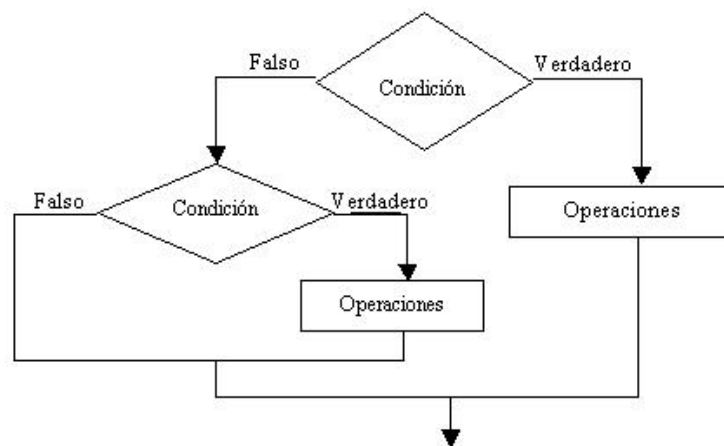 Falso
Verdadero
Condición
Falso
Condición
Verdadero
Operaciones
Operaciones